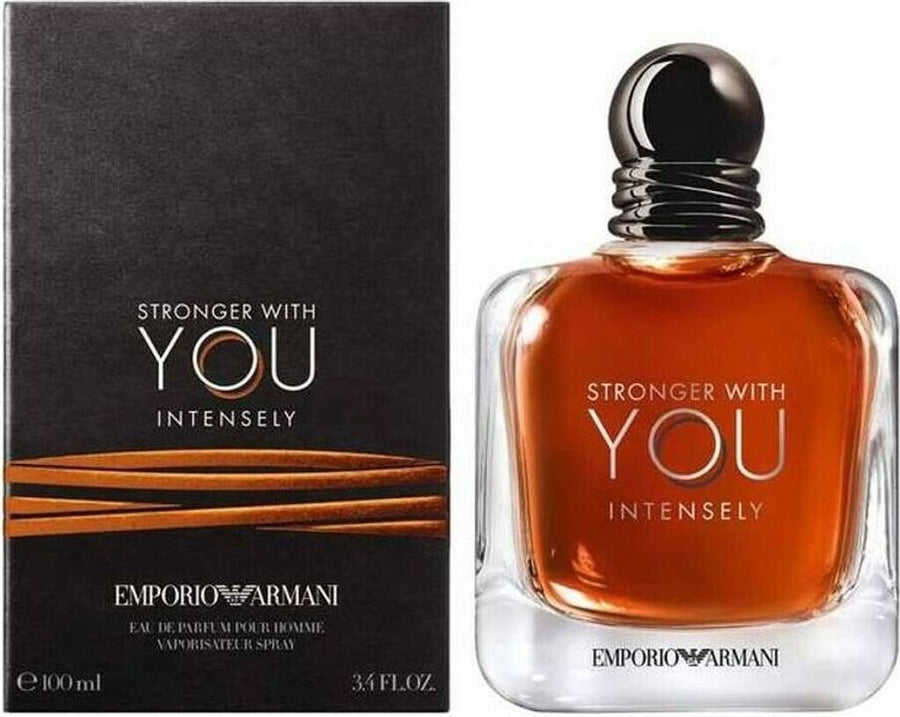 STRONGER WITH
YOU
INTENSELY
EMPORIO ARMANI
EAU DE PARFUM POUR HOMME
VAPORISATEUR SPRAY
℮100 ml
3.4 FL.OZ.
STRONGER WITH
YOU
INTENSELY
EMPORIO ARMANI